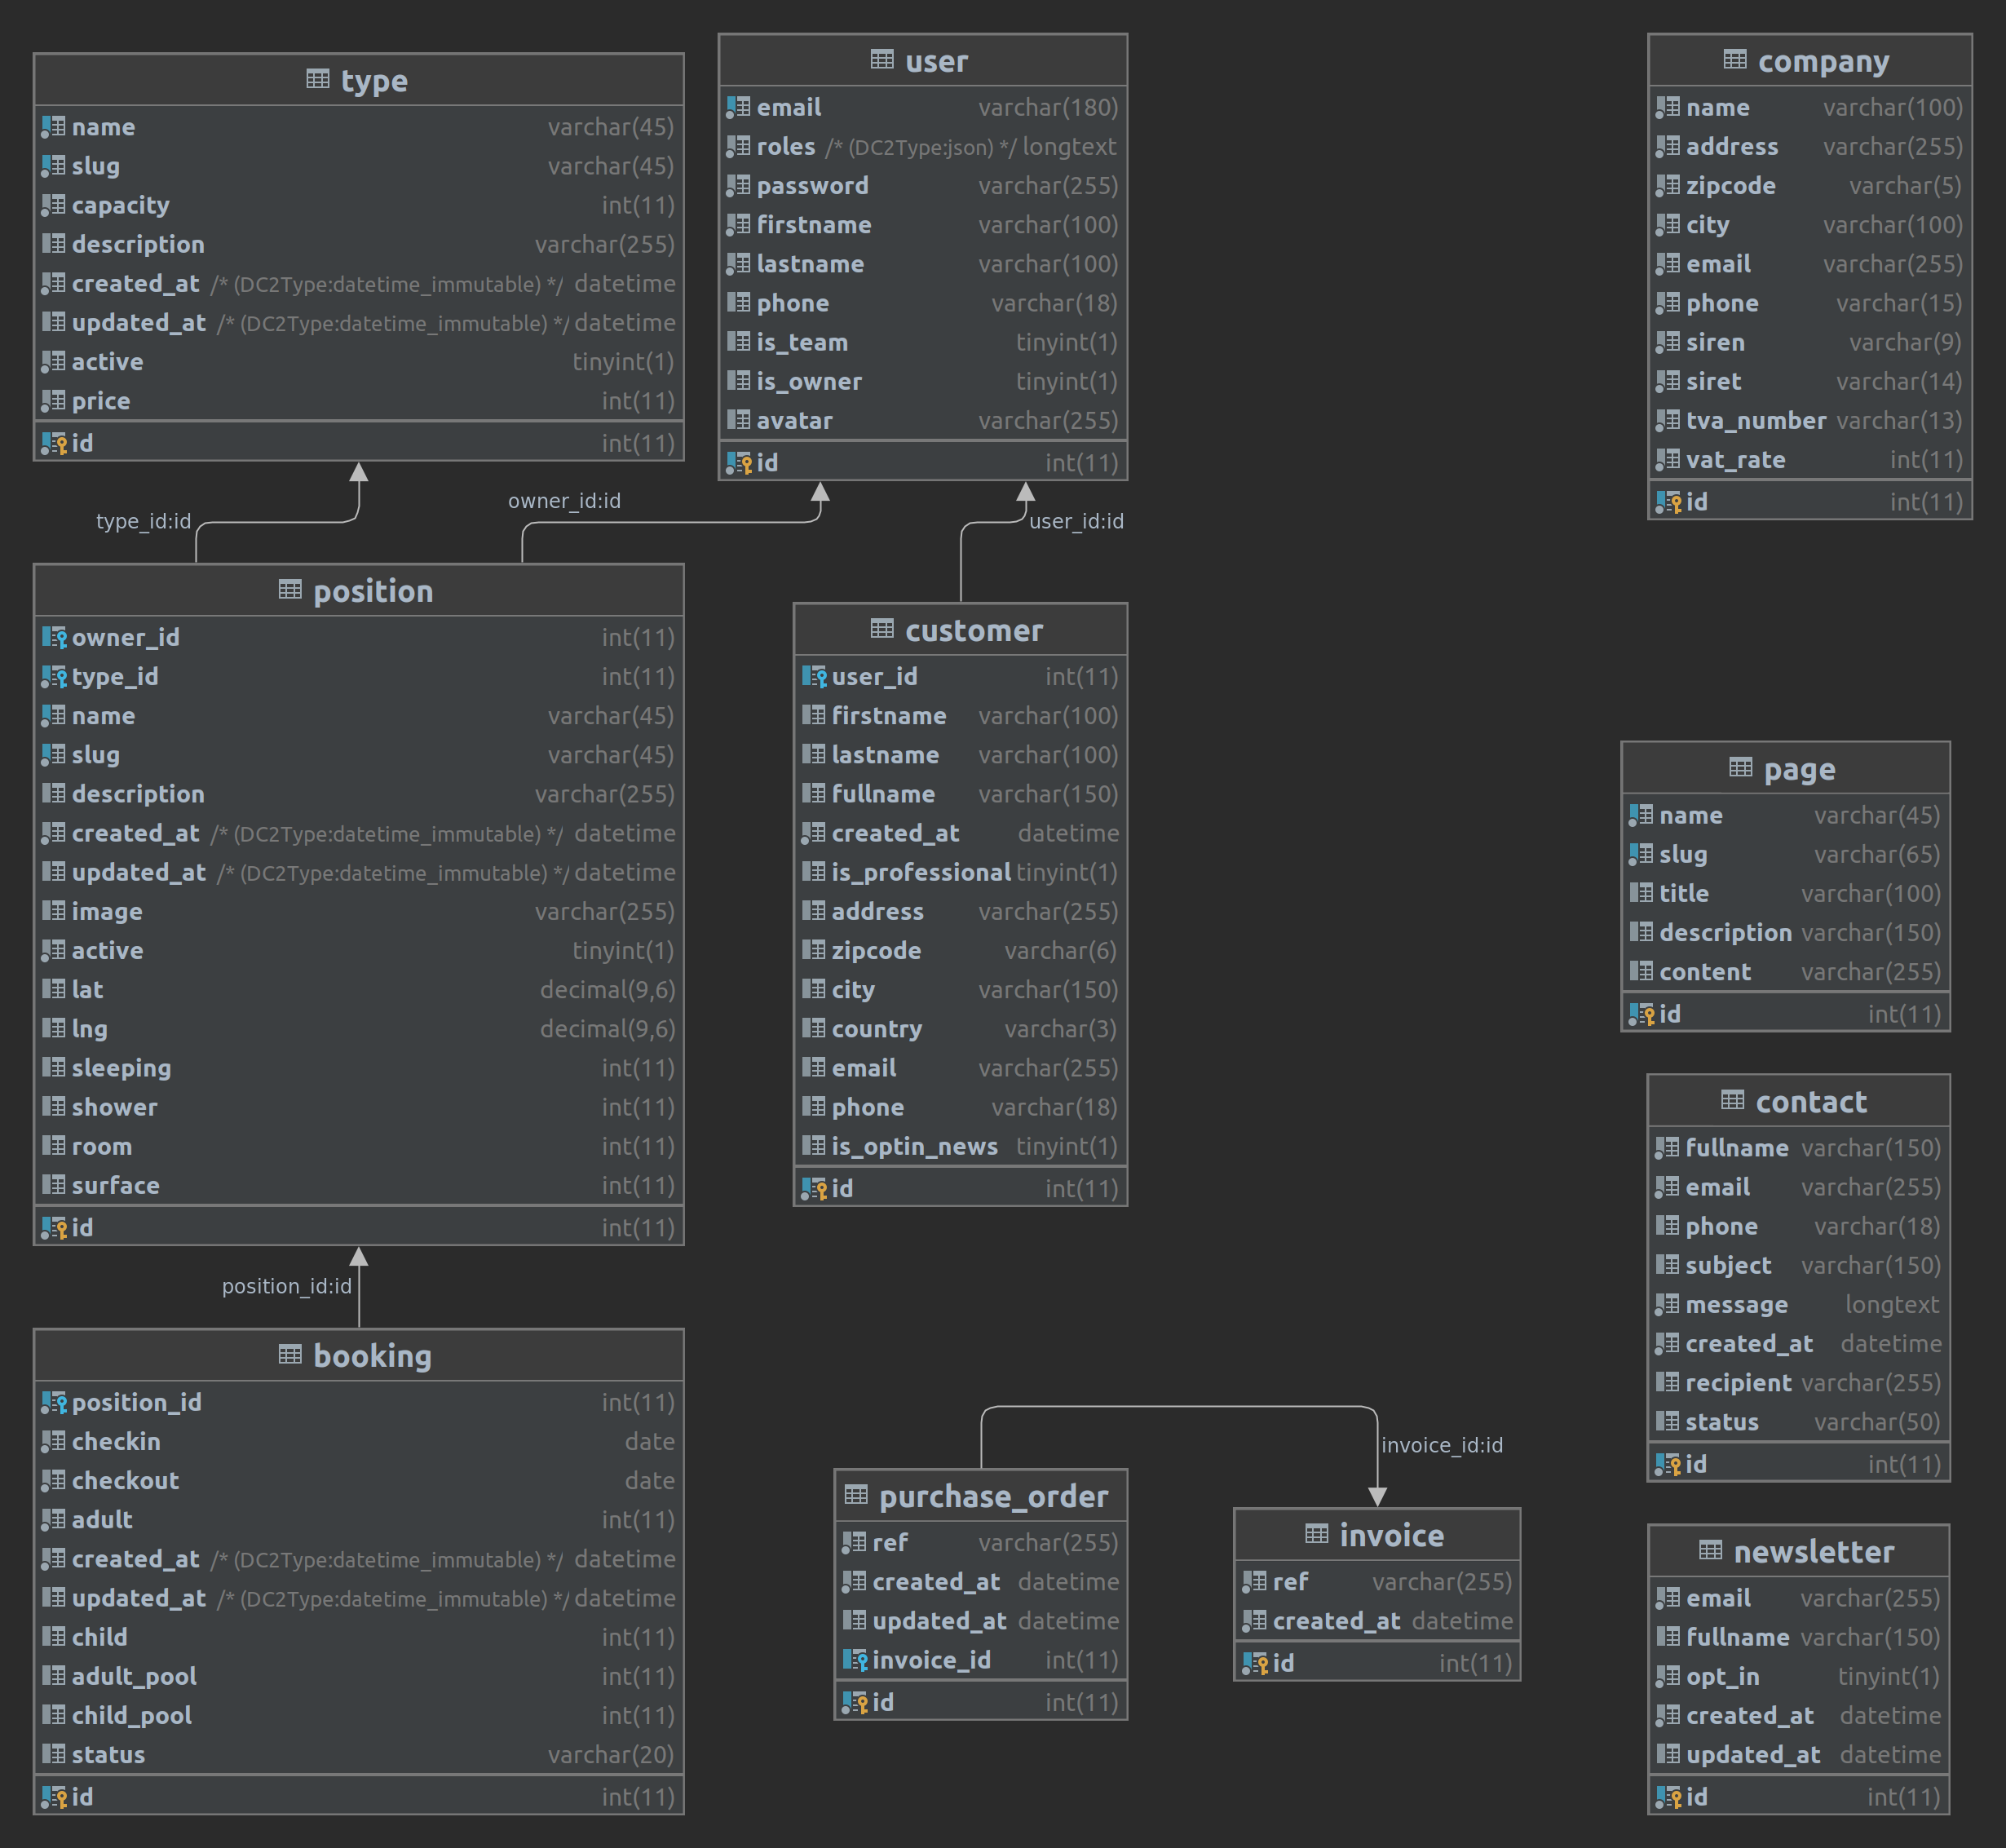 type
name varchar(45)
slug varchar(45)
capacity int(11)
description varchar(255)
created_at /* (DC2Type:datetime_immutable) */ datetime
updated_at /* (DC2Type:datetime_immutable) */ datetime
active tinyint(1)
price int(11)
id int(11)
user
email varchar(180)
roles /* (DC2Type:json) */ longtext
password varchar(255)
firstname varchar(100)
lastname varchar(100)
phone varchar(18)
is_team tinyint(1)
is_owner tinyint(1)
avatar varchar(255)
id int(11)
company
name varchar(100)
address varchar(255)
zipcode varchar(5)
city varchar(100)
email varchar(255)
phone varchar(15)
siren varchar(9)
siret varchar(14)
tva_number varchar(13)
vat_rate int(11)
id int(11)
type_id:id
owner_id:id
user_id:id
position
owner_id int(11)
type_id int(11)
name varchar(45)
slug varchar(45)
description varchar(255)
created_at /* (DC2Type:datetime_immutable) */ datetime
updated_at /* (DC2Type:datetime_immutable) */ datetime
image varchar(255)
active tinyint(1)
lat decimal(9,6)
lng decimal(9,6)
sleeping int(11)
shower int(11)
room int(11)
surface int(11)
id int(11)
customer
user_id int(11)
firstname varchar(100)
lastname varchar(100)
fullname varchar(150)
created_at datetime
is_professional tinyint(1)
address varchar(255)
zipcode varchar(6)
city varchar(150)
country varchar(3)
email varchar(255)
phone varchar(18)
is_optin_news tinyint(1)
id int(11)
page
name varchar(45)
slug varchar(65)
title varchar(100)
description varchar(150)
content varchar(255)
id int(11)
contact
fullname varchar(150)
email varchar(255)
phone varchar(18)
subject varchar(150)
message longtext
created_at datetime
recipient varchar(255)
status varchar(50)
id int(11)
position_id:id
booking
position_id int(11)
checkin date
checkout date
adult int(11)
created_at /* (DC2Type:datetime_immutable) */ datetime
updated_at /* (DC2Type:datetime_immutable) */ datetime
child int(11)
adult_pool int(11)
child_pool int(11)
status varchar(20)
id int(11)
invoice_id:id
purchase_order
ref varchar(255)
created_at datetime
updated_at datetime
invoice_id int(11)
id int(11)
invoice
ref varchar(255)
created_at datetime
id int(11)
newsletter
email varchar(255)
fullname varchar(150)
opt_in tinyint(1)
created_at datetime
updated_at datetime
id int(11)